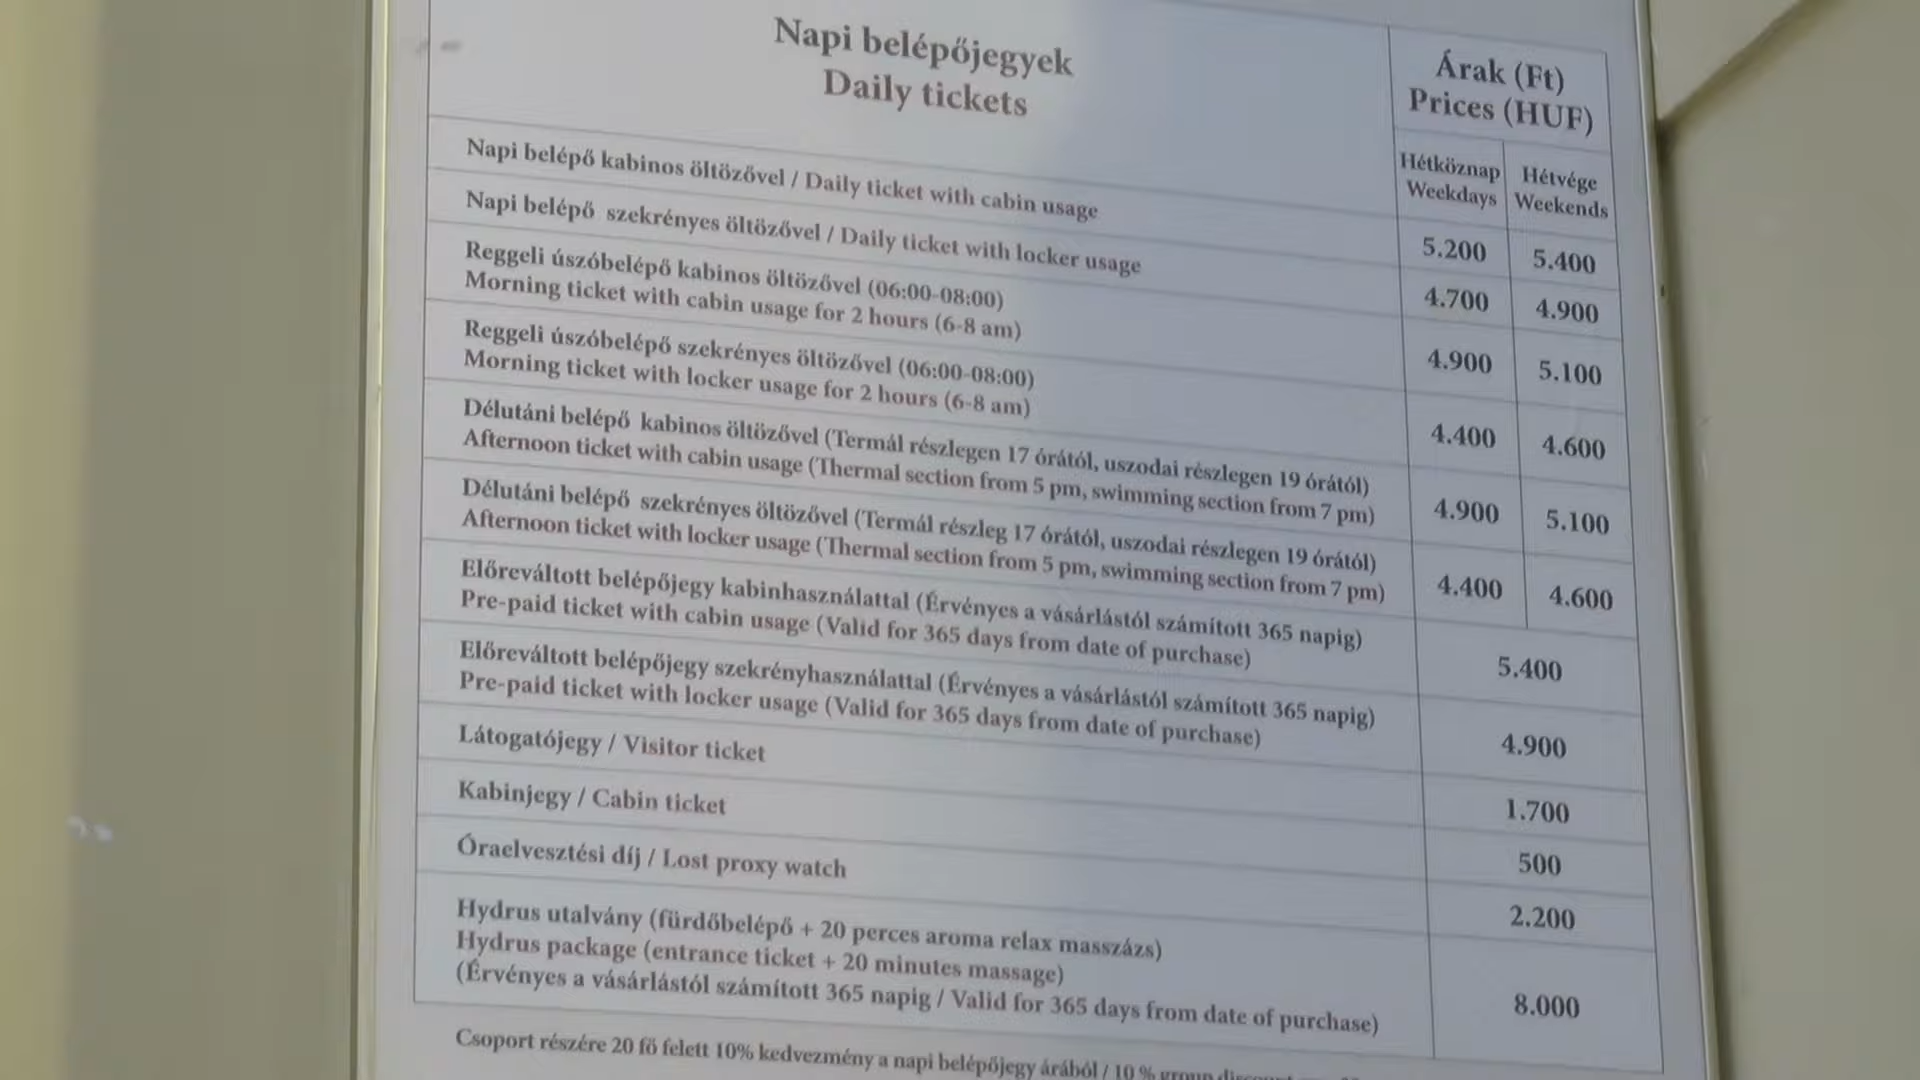 Napi belépőjegyek
Daily tickets
Árak (Ft)
Prices (HUF)
Hétköznap
Weekdays
Hétvége
Weekends
Napi belépő kabinos öltözővel / Daily ticket with cabin usage
5.200 5.400
Napi belépő szekrényes öltözővel / Daily ticket with locker usage
4.700 4.900
Reggeli úszóbelépő kabinos öltözővel (06:00-08:00)
Morning ticket with cabin usage for 2 hours (6-8 am)
4.900 5.100
Reggeli úszóbelépő szekrényes öltözővel (06:00-08:00)
Morning ticket with locker usage for 2 hours (6-8 am)
4.400 4.600
Délutáni belépő kabinos öltözővel (Termál részlegen 17 órától, uszodai részlegen 19 órától)
Afternoon ticket with cabin usage (Thermal section from 5 pm, swimming section from 7 pm)
4.900 5.100
Délutáni belépő szekrényes öltözővel (Termál részleg 17 órától, uszodai részlegen 19 órától)
Afternoon ticket with locker usage (Thermal section from 5 pm, swimming section from 7 pm)
4.400 4.600
Előreváltott belépőjegy kabinhasználattal (Érvényes a vásárlástól számított 365 napig)
Pre-paid ticket with cabin usage (Valid for 365 days from date of purchase)
5.400
Előreváltott belépőjegy szekrényhasználattal (Érvényes a vásárlástól számított 365 napig)
Pre-paid ticket with locker usage (Valid for 365 days from date of purchase)
4.900
Látogatójegy / Visitor ticket
1.700
Kabinjegy / Cabin ticket
500
Óraelvesztési díj / Lost proxy watch
2.200
Hydrus utalvány (fürdőbelépő + 20 perces aroma relax masszázs)
Hydrus package (entrance ticket + 20 minutes massage)
(Érvényes a vásárlástól számított 365 napig / Valid for 365 days from date of purchase)
8.000
Csoport részére 20 fő felett 10% kedvezmény a napi belépőjegy árából / 10 % group